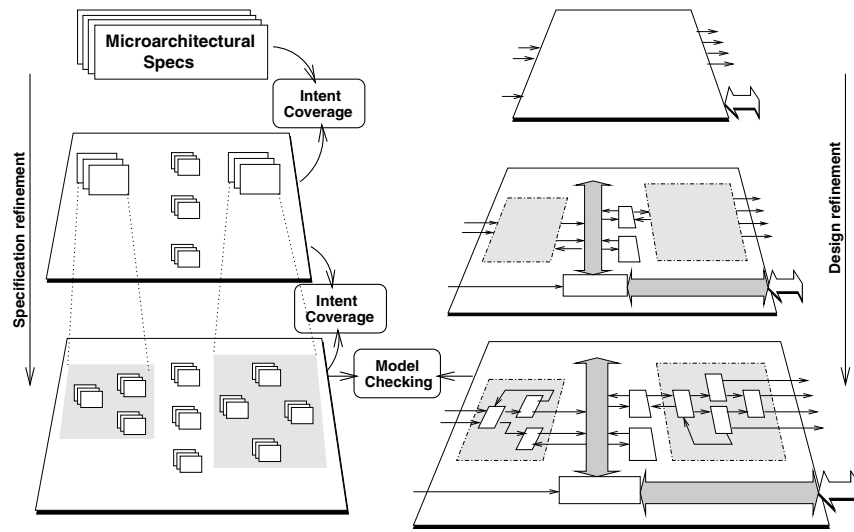 Microarchitectural
Specs
Intent
Coverage
Specification refinement
Intent
Coverage
Model
Checking
Design refinement